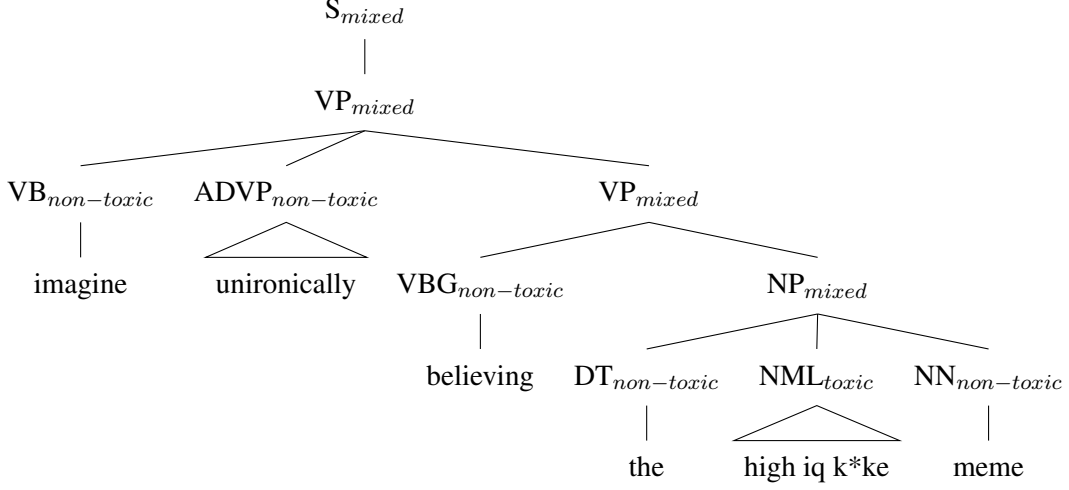 S_mixed
VP_mixed
VB_non−toxic ADVP_non−toxic VP_mixed
imagine unironically VBG_non−toxic NP_mixed
believing DT_non−toxic NML_toxic NN_non−toxic
the high iq k*ke meme